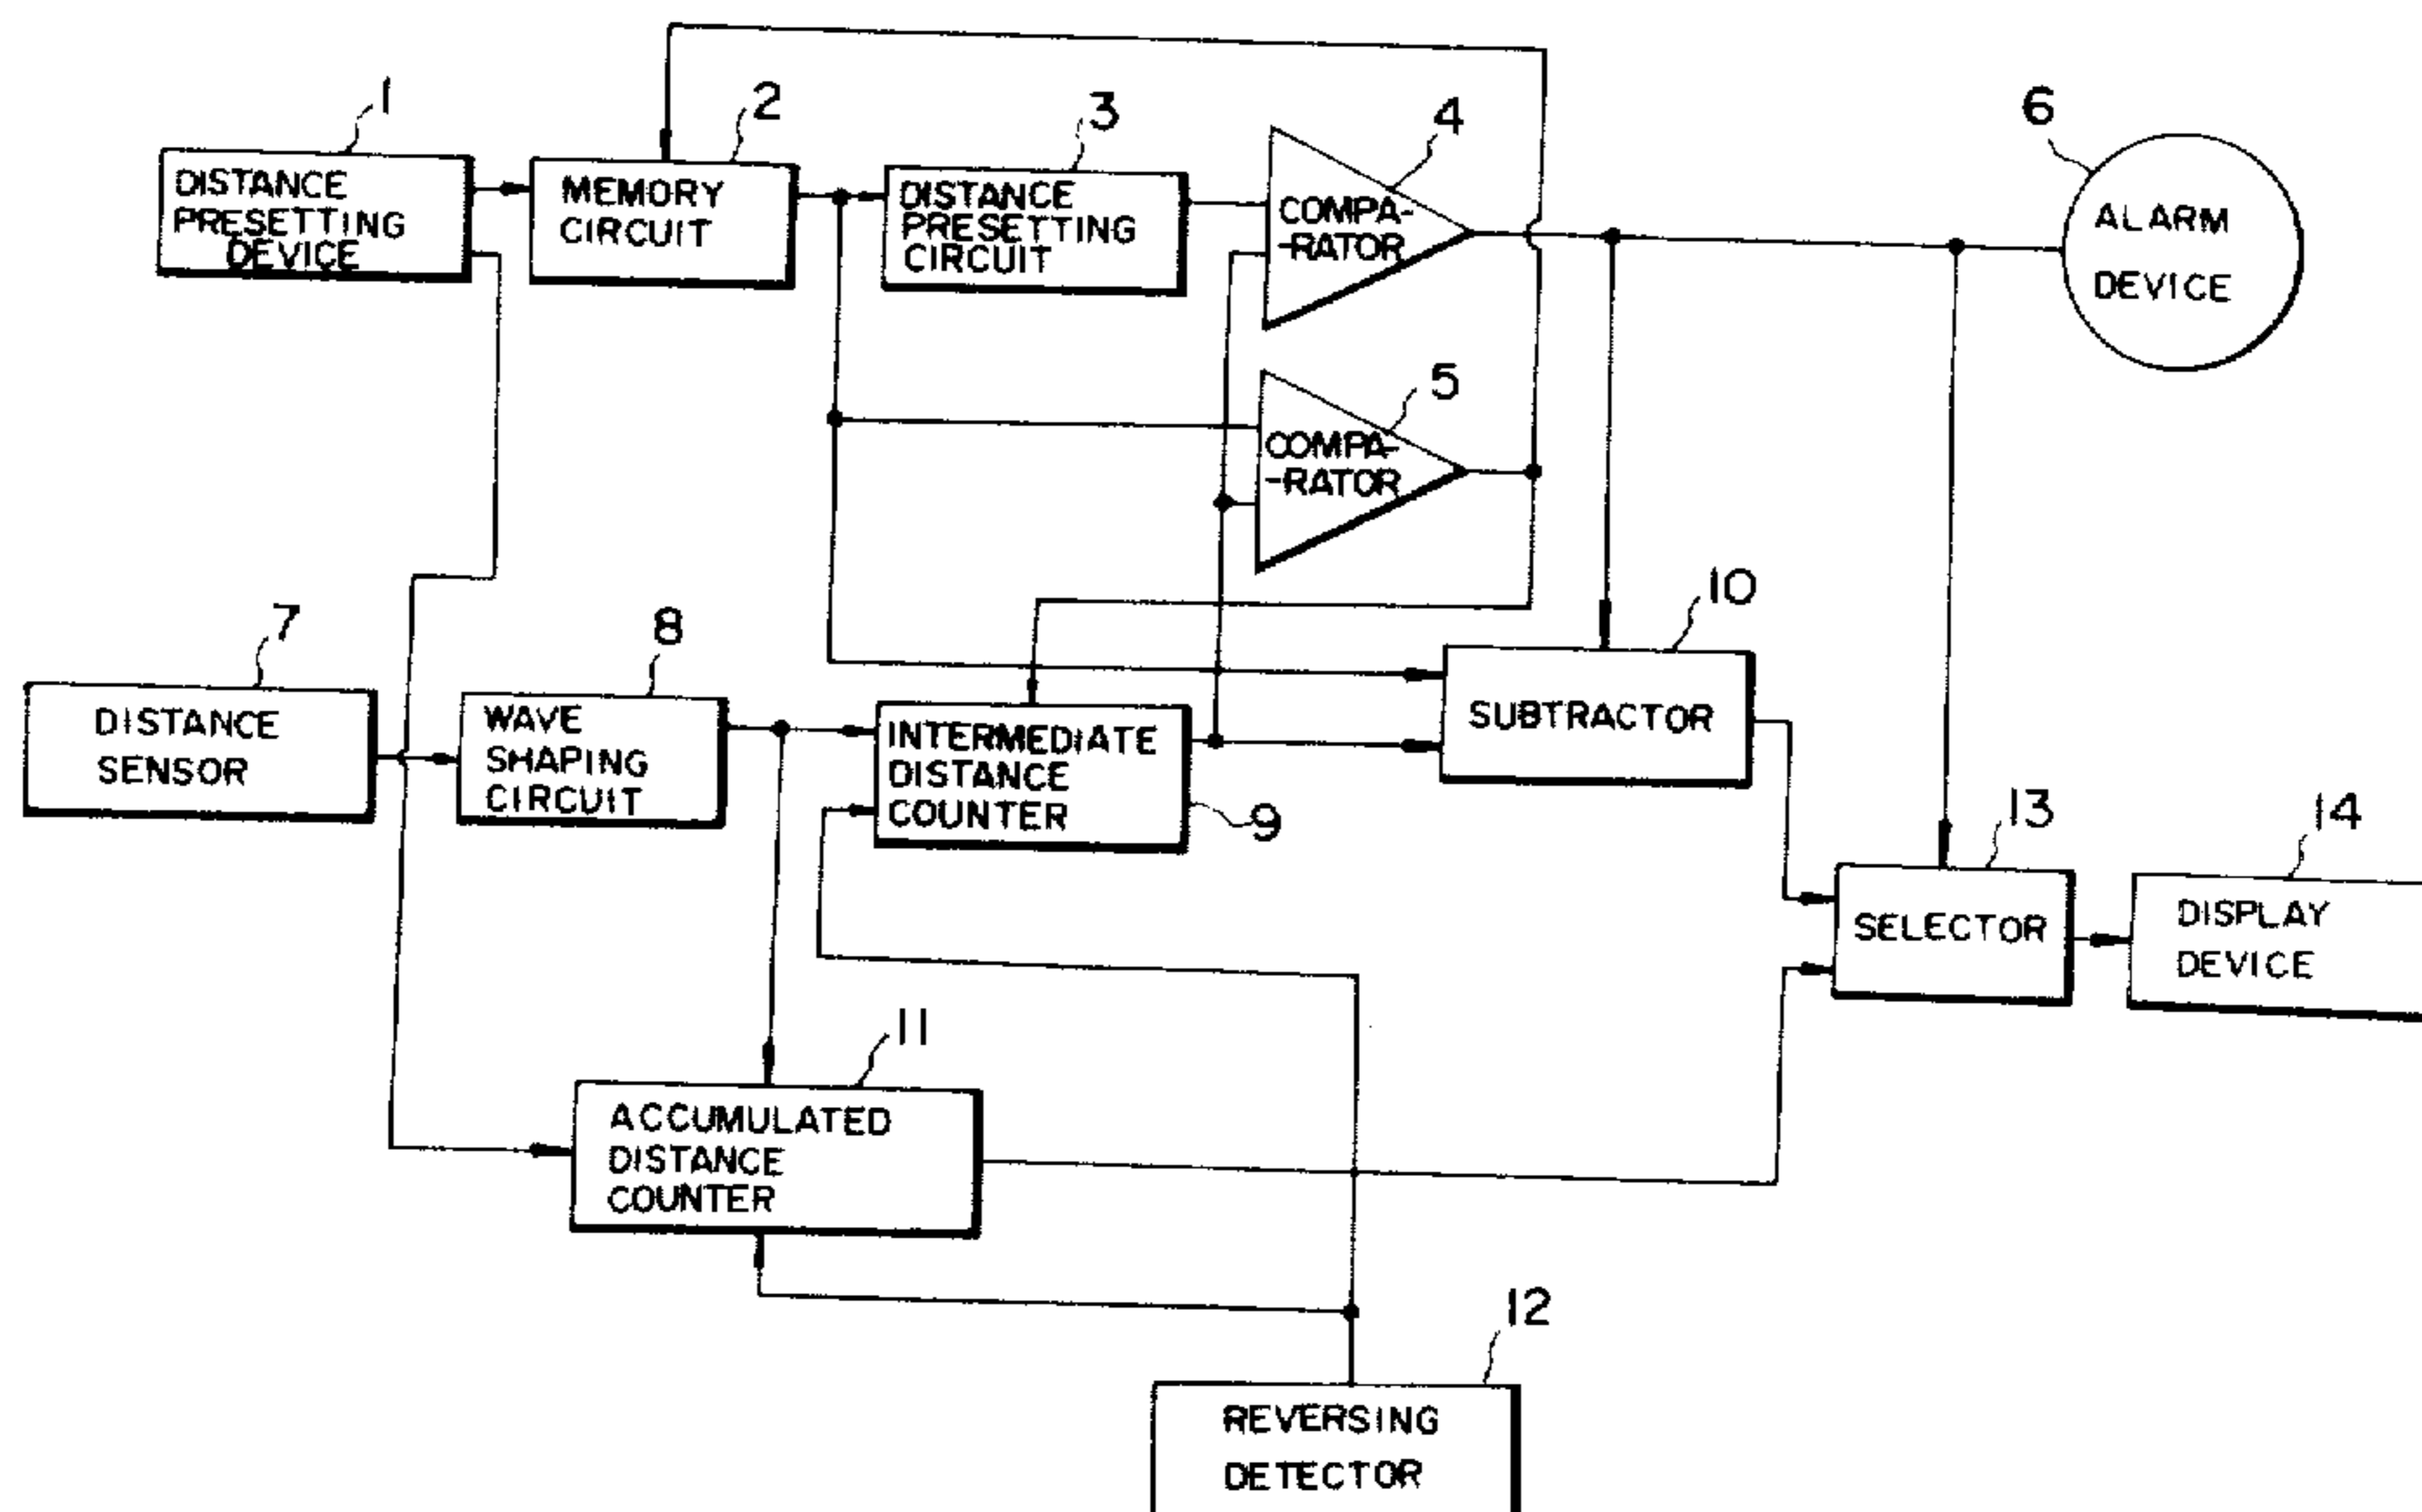 1
DISTANCE
PRESETTING
DEVICE
2
MEMORY
CIRCUIT
3
DISTANCE
PRESETTING
CIRCUIT
4
COMPA-
-RATOR
5
COMPA-
-RATOR
6
ALARM
DEVICE
7
DISTANCE
SENSOR
8
WAVE
SHAPING
CIRCUIT
INTERMEDIATE
DISTANCE
COUNTER
9
10
SUBTRACTOR
11
ACCUMULATED
DISTANCE
COUNTER
13
SELECTOR
14
DISPLAY
DEVICE
12
REVERSING
DETECTOR